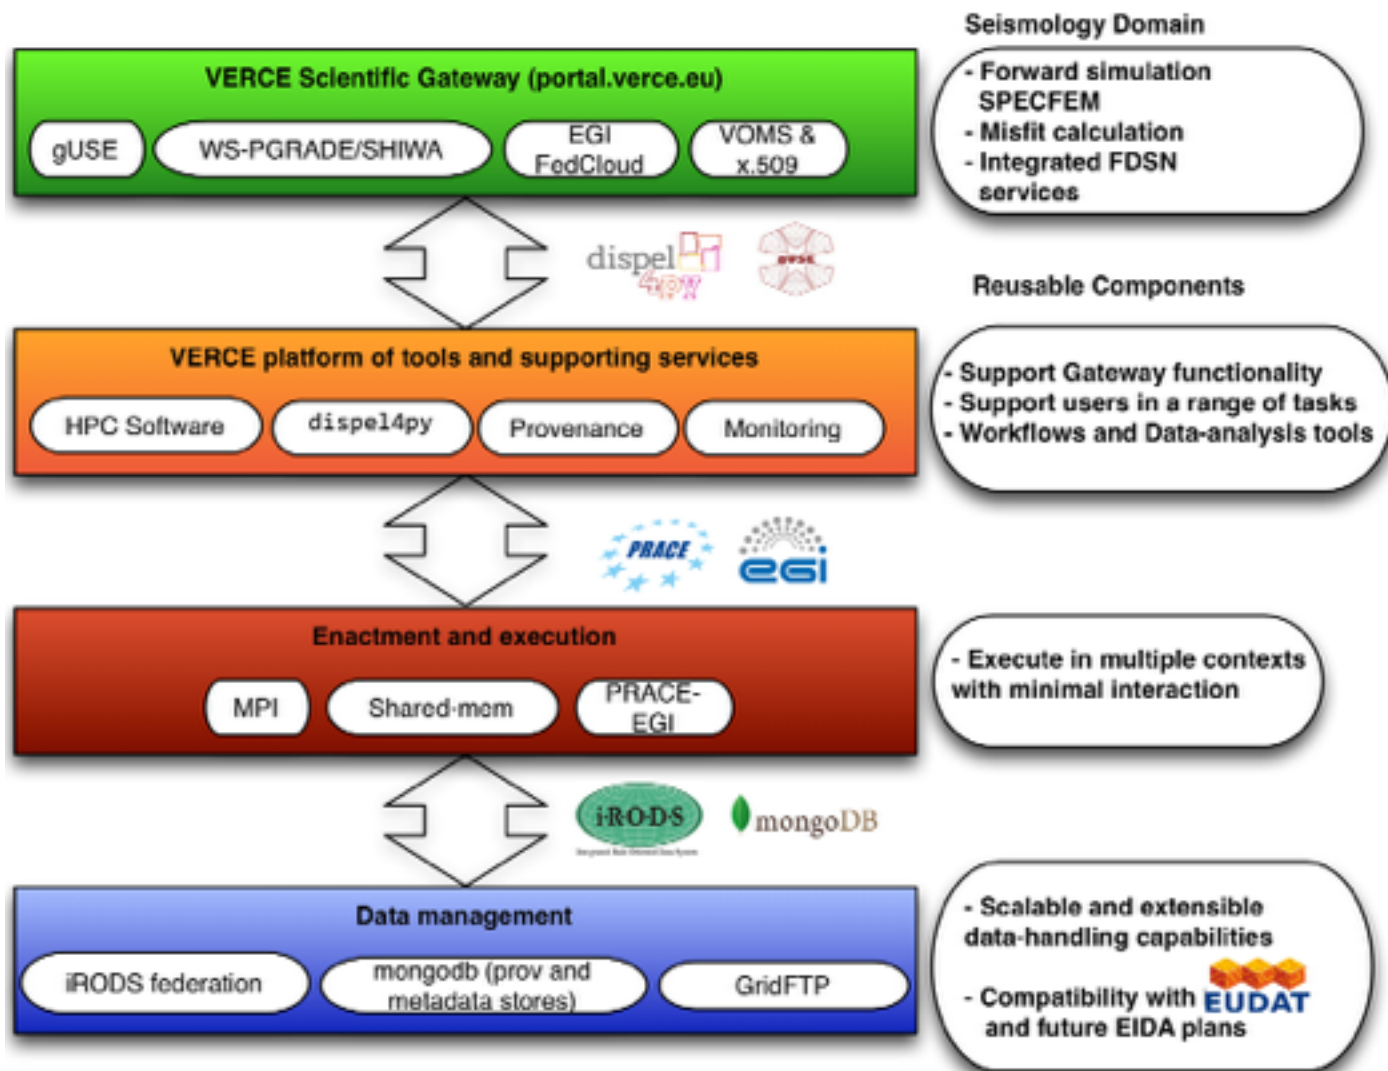 Seismology Domain
VERCE Scientific Gateway (portal.verce.eu)
gUSE
WS-PGRADE/SHIWA
EGI
FedCloud
VOMS &
x.509
- Forward simulation
SPECFEM
- Misfit calculation
- Integrated FDSN
services
dispel
4py
Reusable Components
VERCE platform of tools and supporting services
HPC Software
dispel4py
Provenance
Monitoring
- Support Gateway functionality
- Support users in a range of tasks
- Workflows and Data-analysis tools
PRACE
eGi
Enactment and execution
MPI
Shared-mem
PRACE-
EGI
- Execute in multiple contexts
with minimal interaction
i·R·O·D·S
mongoDB
Data management
iRODS federation
mongodb (prov and
metadata stores)
GridFTP
- Scalable and extensible
data-handling capabilities
- Compatibility with EUDAT
and future EIDA plans